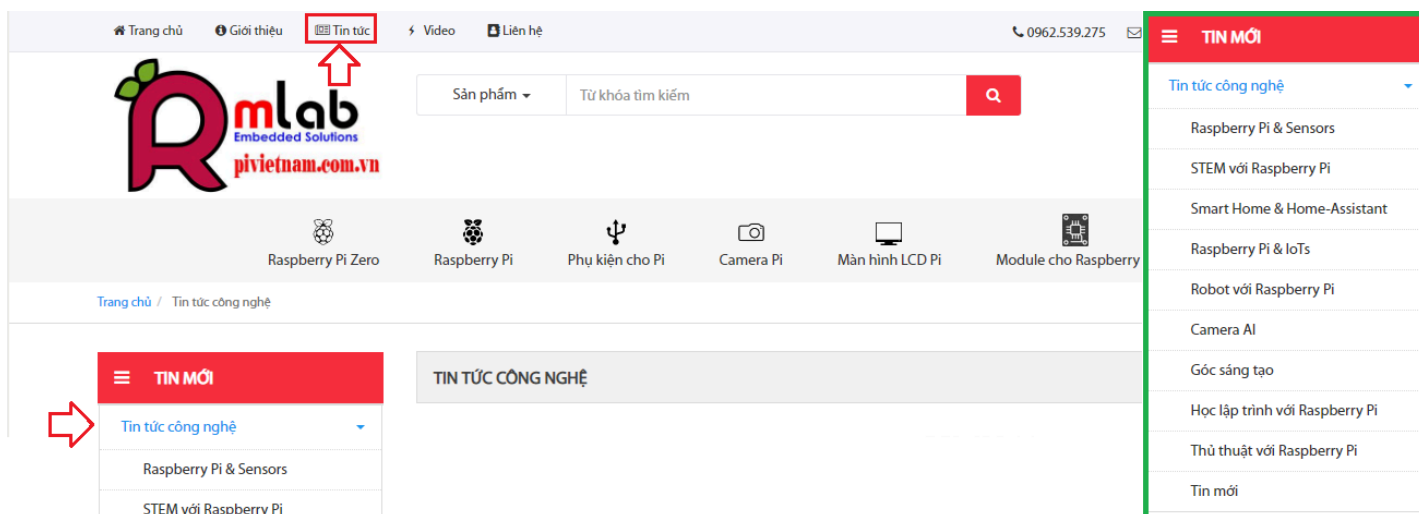 Trang chủ Giới thiệu Tin tức Video Liên hệ 0962.539.275
mlab
Embedded Solutions
pivietnam.com.vn
Sản phẩm Từ khóa tìm kiếm
Raspberry Pi Zero Raspberry Pi Phụ kiện cho Pi Camera Pi Màn hình LCD Pi Module cho Raspberry
Trang chủ / Tin tức công nghệ
TIN MỚI
Tin tức công nghệ
Raspberry Pi & Sensors
STEM với Raspberry Pi
TIN TỨC CÔNG NGHỆ
TIN MỚI
Tin tức công nghệ
Raspberry Pi & Sensors
STEM với Raspberry Pi
Smart Home & Home-Assistant
Raspberry Pi & IoTs
Robot với Raspberry Pi
Camera AI
Góc sáng tạo
Học lập trình với Raspberry Pi
Thủ thuật với Raspberry Pi
Tin mới